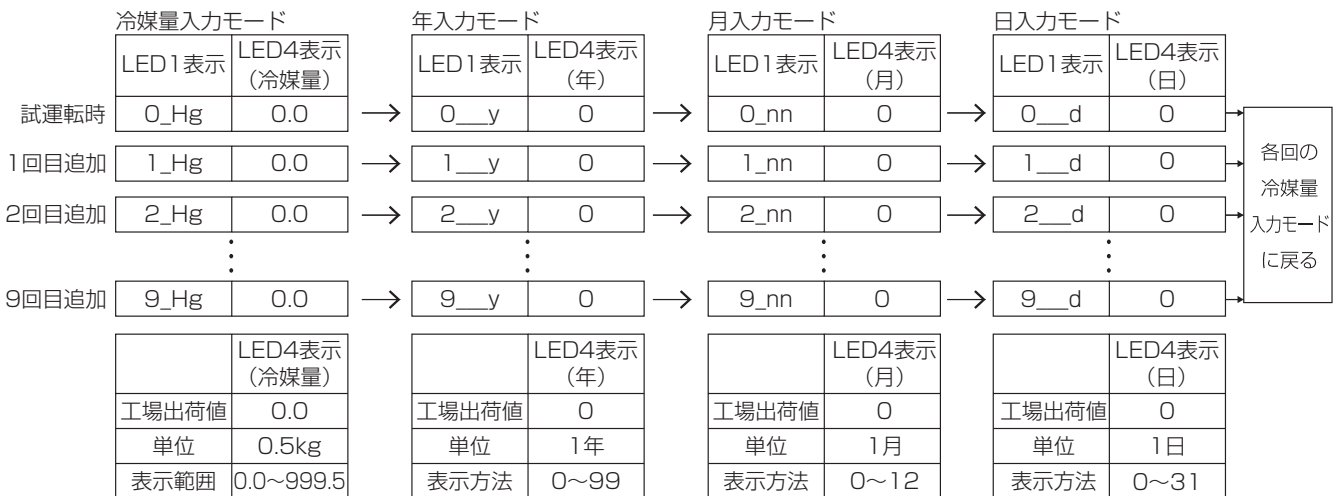 冷媒量入力モード 年入力モード 月入力モード 日入力モード
LED1表示 LED4表示（冷媒量） LED1表示 LED4表示（年） LED1表示 LED4表示（月） LED1表示 LED4表示（日）
試運転時 0_Hg 0.0 → 0__y 0 → 0_nn 0 → 0__d 0
1回目追加 1_Hg 0.0 → 1__y 0 → 1_nn 0 → 1__d 0
2回目追加 2_Hg 0.0 → 2__y 0 → 2_nn 0 → 2__d 0
9回目追加 9_Hg 0.0 → 9__y 0 → 9_nn 0 → 9__d 0
各回の
冷媒量
入力モード
に戻る
LED4表示（冷媒量） LED4表示（年） LED4表示（月） LED4表示（日）
工場出荷値 0.0 工場出荷値 0 工場出荷値 0 工場出荷値 0
単位 0.5kg 単位 1年 単位 1月 単位 1日
表示範囲 0.0～999.5 表示方法 0～99 表示方法 0～12 表示方法 0～31